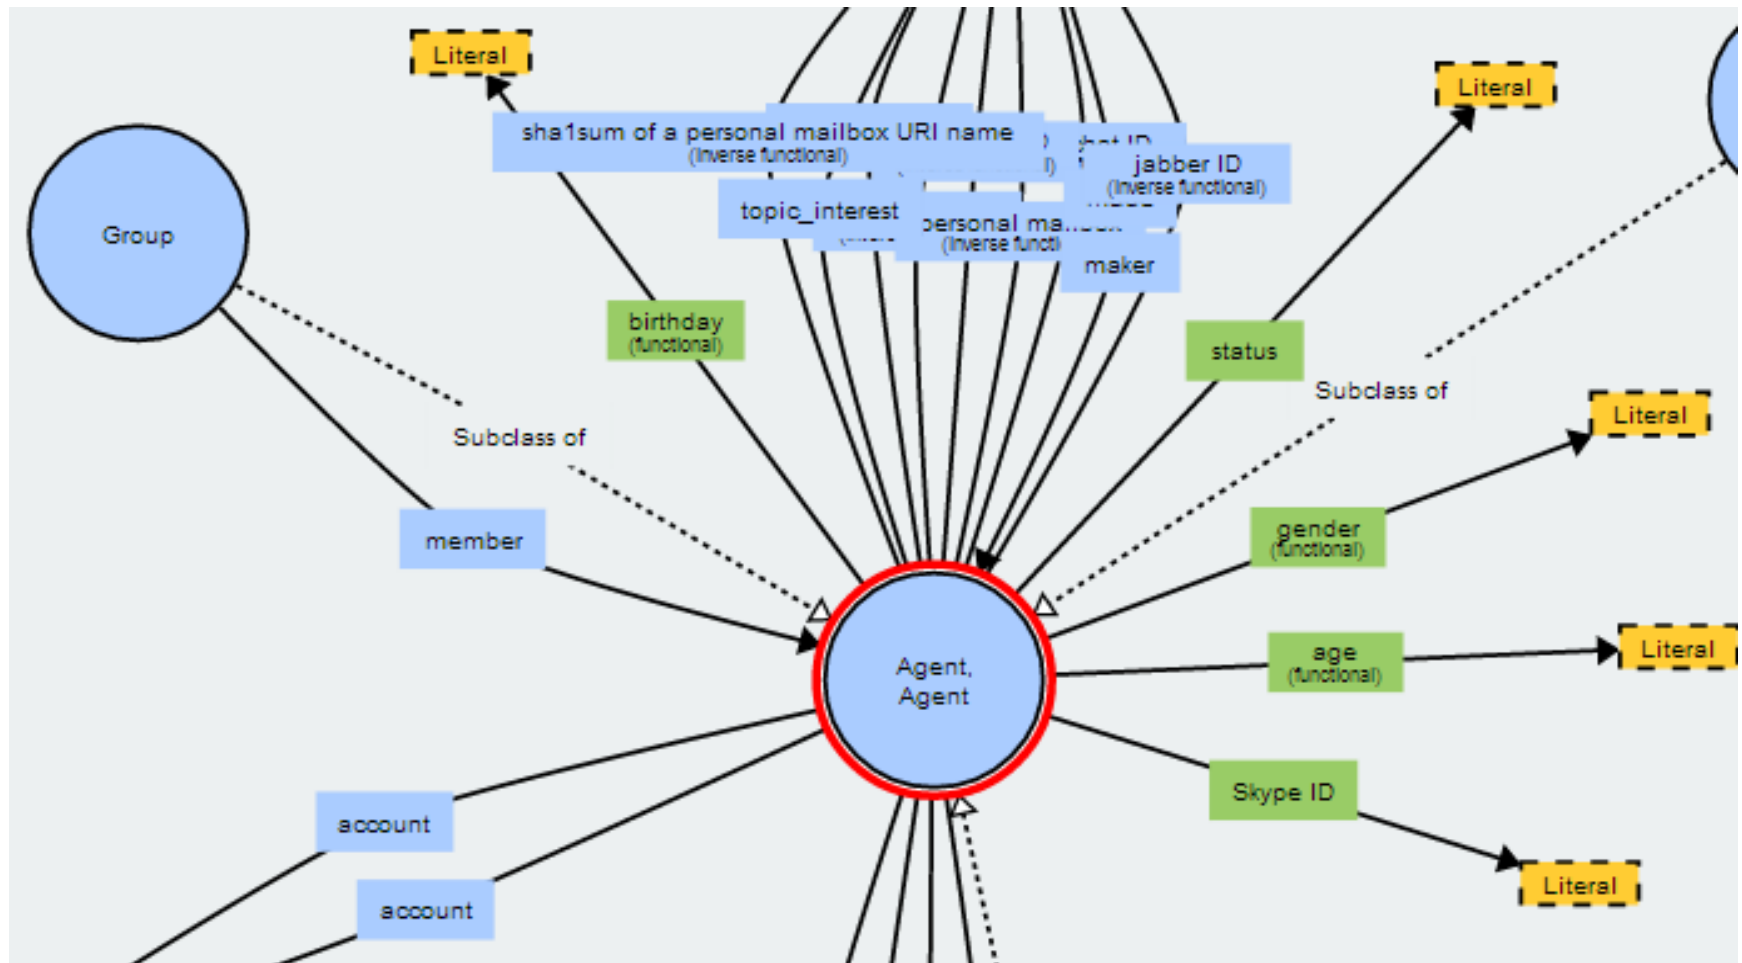 Literal
Literal
sha1sum of a personal mailbox URI name
(inverse functional)
jabber ID
(inverse functional)
topic_interest
personal
maker
Group
birthday
(functional)
status
Subclass of
Literal
Subclass of
member
gender
(functional)
age
(functional)
Literal
Agent,
Agent
Skype ID
account
Literal
account